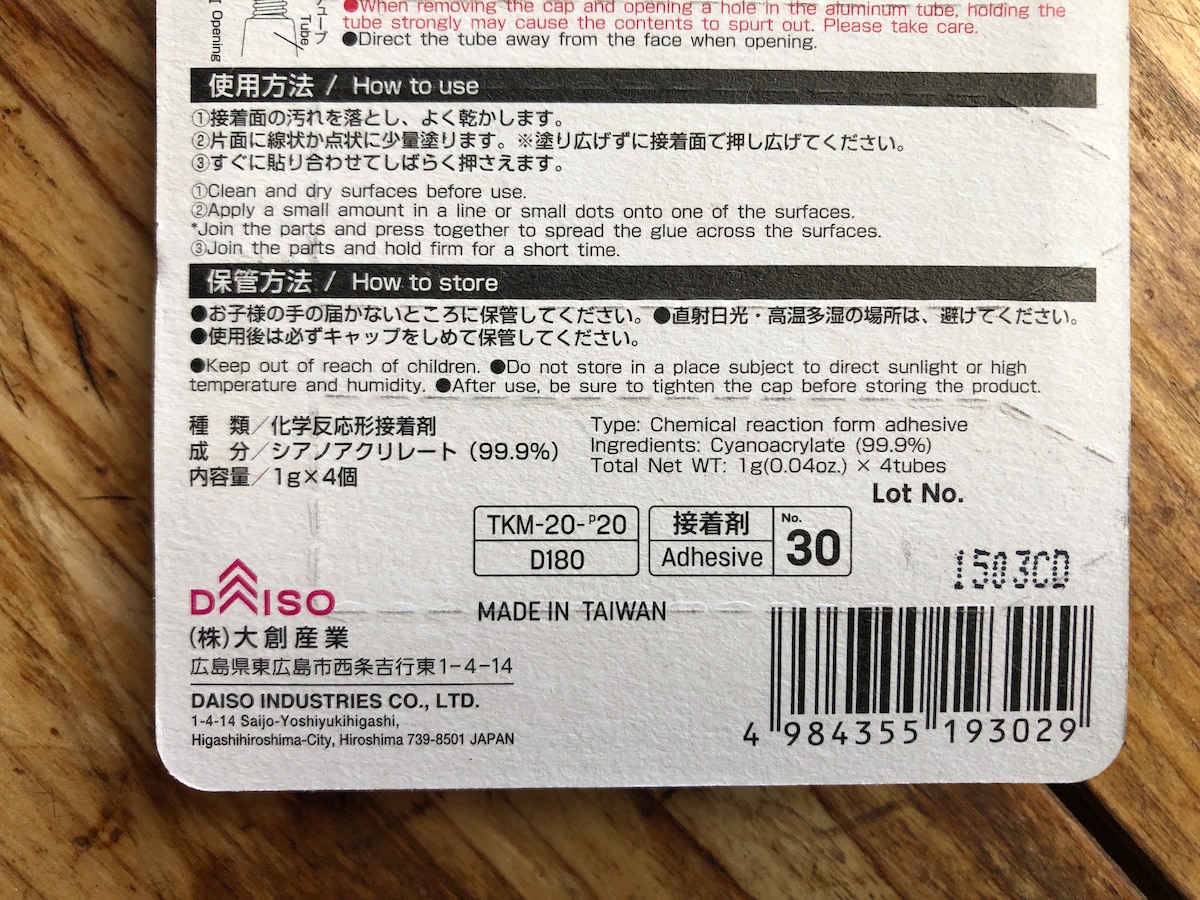 Opening
チューブ
Tube
●When removing the cap and opening a hole in the aluminum tube, holding the
tube strongly may cause the contents to spurt out. Please take care.
●Direct the tube away from the face when opening.
使用方法 / How to use
①接着面の汚れを落とし、よく乾かします。
②片面に線状か点状に少量塗ります。※塗り広げずに接着面で押し広げてください。
③すぐに貼り合わせてしばらく押さえます。
①Clean and dry surfaces before use.
②Apply a small amount in a line or small dots onto one of the surfaces.
*Join the parts and press together to spread the glue across the surfaces.
③Join the parts and hold firm for a short time.
保管方法 / How to store
●お子様の手の届かないところに保管してください。●直射日光・高温多湿の場所は、避けてください。
●使用後は必ずキャップをしめて保管してください。
●Keep out of reach of children. ●Do not store in a place subject to direct sunlight or high
temperature and humidity. ●After use, be sure to tighten the cap before storing the product.
種 類／化学反応形接着剤
成 分／シアノアクリレート（99.9%）
内容量／1g×4個
Type: Chemical reaction form adhesive
Ingredients: Cyanoacrylate (99.9%)
Total Net WT: 1g(0.04oz.) × 4tubes
Lot No.
TKM-20-P20
D180
接着剤
Adhesive
No.
30
1503CD
DAISO
MADE IN TAIWAN
(株)大創産業
広島県東広島市西条吉行東1-4-14
DAISO INDUSTRIES CO., LTD.
1-4-14 Saijo-Yoshiyukihigashi,
Higashihiroshima-City, Hiroshima 739-8501 JAPAN
4 984355 193029